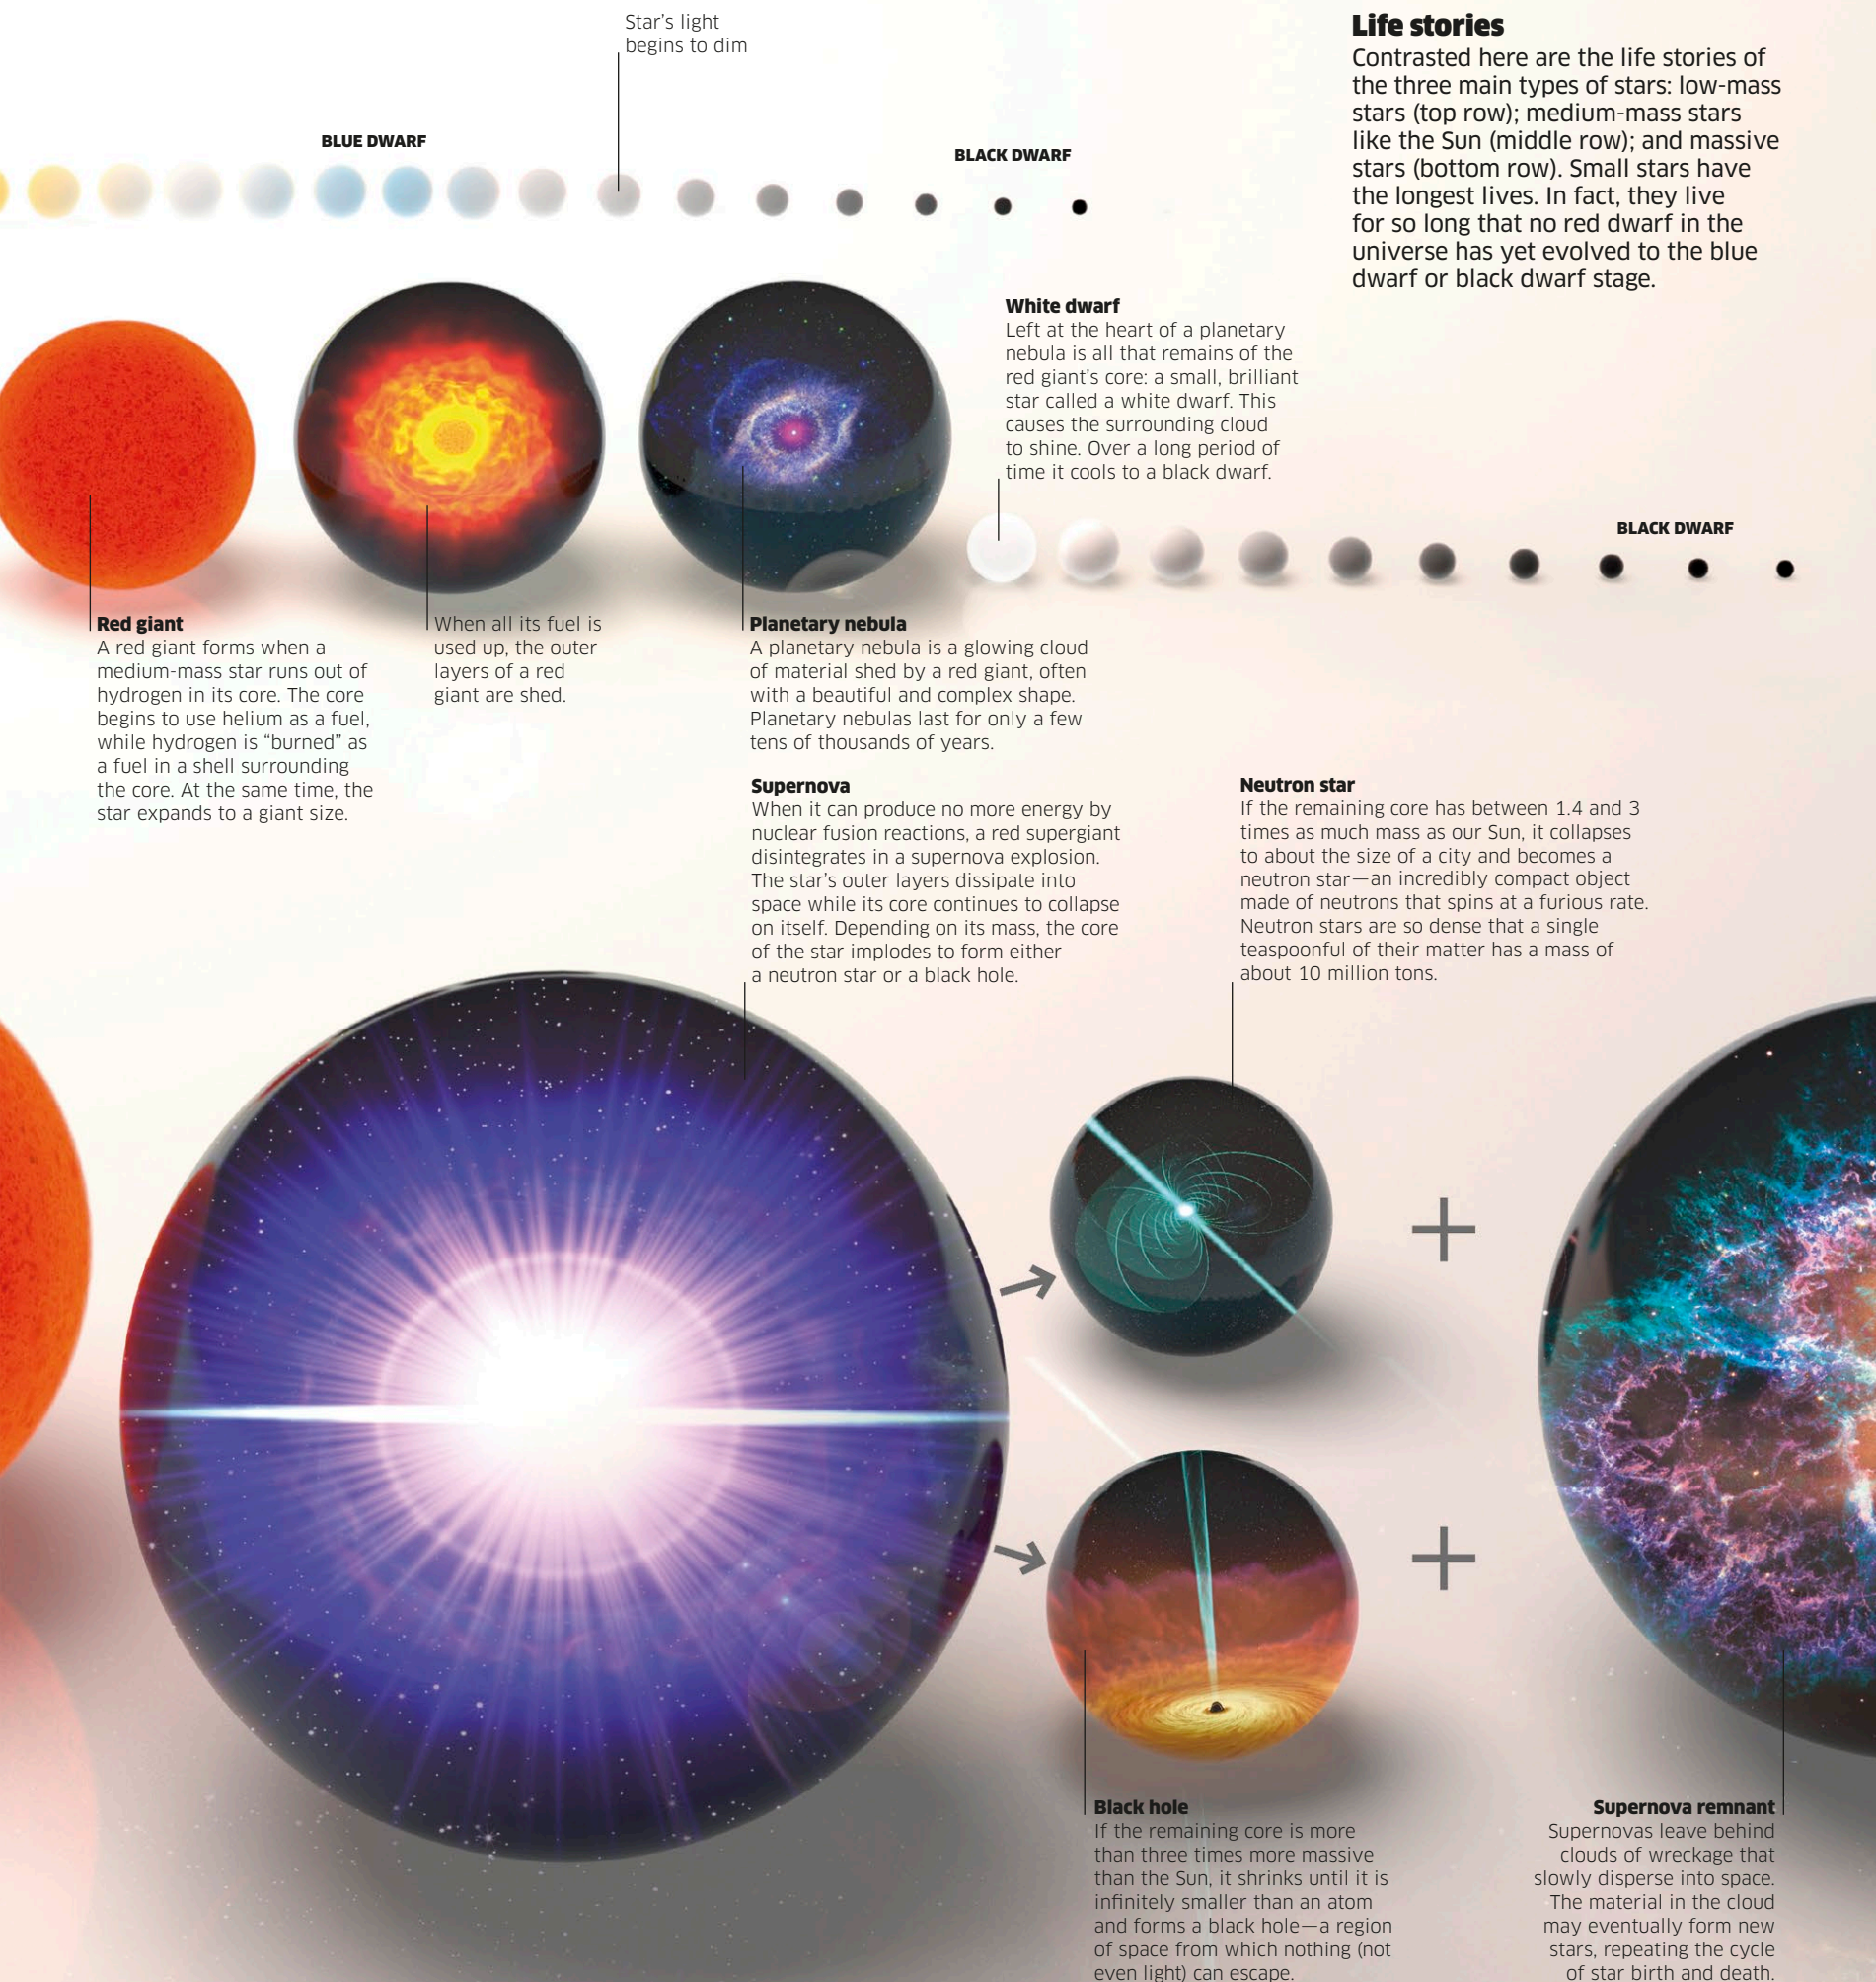 Star's light
begins to dim
BLUE DWARF
BLACK DWARF
Life stories
Contrasted here are the life stories of
the three main types of stars: low-mass
stars (top row); medium-mass stars
like the Sun (middle row); and massive
stars (bottom row). Small stars have
the longest lives. In fact, they live
for so long that no red dwarf in the
universe has yet evolved to the blue
dwarf or black dwarf stage.
White dwarf
Left at the heart of a planetary
nebula is all that remains of the
red giant's core: a small, brilliant
star called a white dwarf. This
causes the surrounding cloud
to shine. Over a long period of
time it cools to a black dwarf.
BLACK DWARF
Red giant
A red giant forms when a
medium-mass star runs out of
hydrogen in its core. The core
begins to use helium as a fuel,
while hydrogen is “burned” as
a fuel in a shell surrounding
the core. At the same time, the
star expands to a giant size.
When all its fuel is
used up, the outer
layers of a red
giant are shed.
Planetary nebula
A planetary nebula is a glowing cloud
of material shed by a red giant, often
with a beautiful and complex shape.
Planetary nebulas last for only a few
tens of thousands of years.
Supernova
When it can produce no more energy by
nuclear fusion reactions, a red supergiant
disintegrates in a supernova explosion.
The star's outer layers dissipate into
space while its core continues to collapse
on itself. Depending on its mass, the core
of the star implodes to form either
a neutron star or a black hole.
Neutron star
If the remaining core has between 1.4 and 3
times as much mass as our Sun, it collapses
to about the size of a city and becomes a
neutron star—an incredibly compact object
made of neutrons that spins at a furious rate.
Neutron stars are so dense that a single
teaspoonful of their matter has a mass of
about 10 million tons.
Black hole
If the remaining core is more
than three times more massive
than the Sun, it shrinks until it is
infinitely smaller than an atom
and forms a black hole—a region
of space from which nothing (not
even light) can escape.
Supernova remnant
Supernovas leave behind
clouds of wreckage that
slowly disperse into space.
The material in the cloud
may eventually form new
stars, repeating the cycle
of star birth and death.